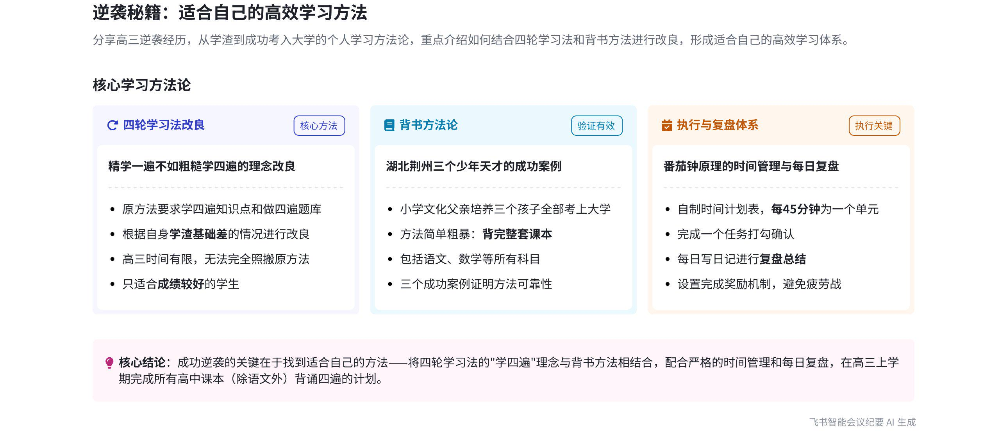 逆袭秘籍：适合自己的高效学习方法
分享高三逆袭经历，从学渣到成功考入大学的个人学习方法论，重点介绍如何结合四轮学习法和背书方法进行改良，形成适合自己的高效学习体系。
核心学习方法论
四轮学习法改良
核心方法
精学一遍不如粗糙学四遍的理念改良
• 原方法要求学四遍知识点和做四遍题库
• 根据自身学渣基础差的情况进行改良
• 高三时间有限，无法完全照搬原方法
• 只适合成绩较好的学生
背书方法论
验证有效
湖北荆州三个少年天才的成功案例
• 小学文化父亲培养三个孩子全部考上大学
• 方法简单粗暴：背完整套课本
• 包括语文、数学等所有科目
• 三个成功案例证明方法可靠性
执行与复盘体系
执行关键
番茄钟原理的时间管理与每日复盘
• 自制时间计划表，每45分钟为一个单元
• 完成一个任务打勾确认
• 每日写日记进行复盘总结
• 设置完成奖励机制，避免疲劳战
核心结论：成功逆袭的关键在于找到适合自己的方法——将四轮学习法的"学四遍"理念与背书方法相结合，配合严格的时间管理和每日复盘，在高三上学
期完成所有高中课本（除语文外）背诵四遍的计划。
飞书智能会议纪要 AI 生成